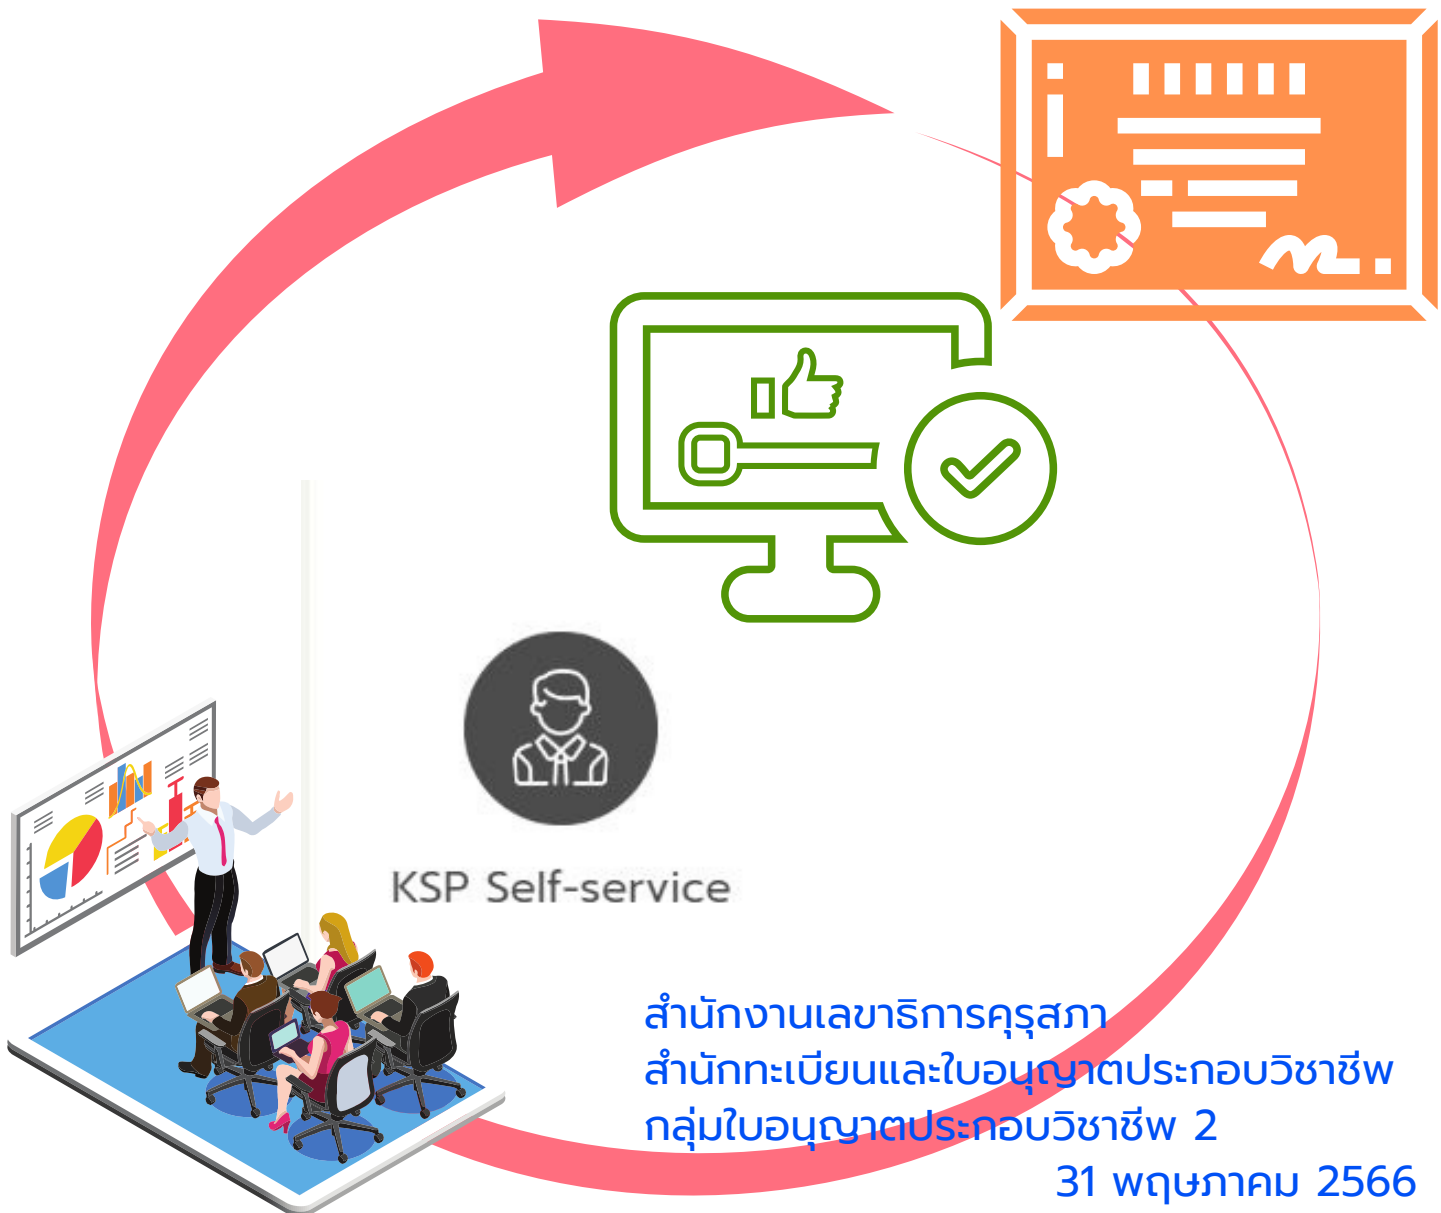 KSP Self-service
สำนักงานเลขาธิการคุรุสภา
สำนักทะเบียนและใบอนุญาตประกอบวิชาชีพ
กลุ่มใบอนุญาตประกอบวิชาชีพ 2
31 พฤษภาคม 2566